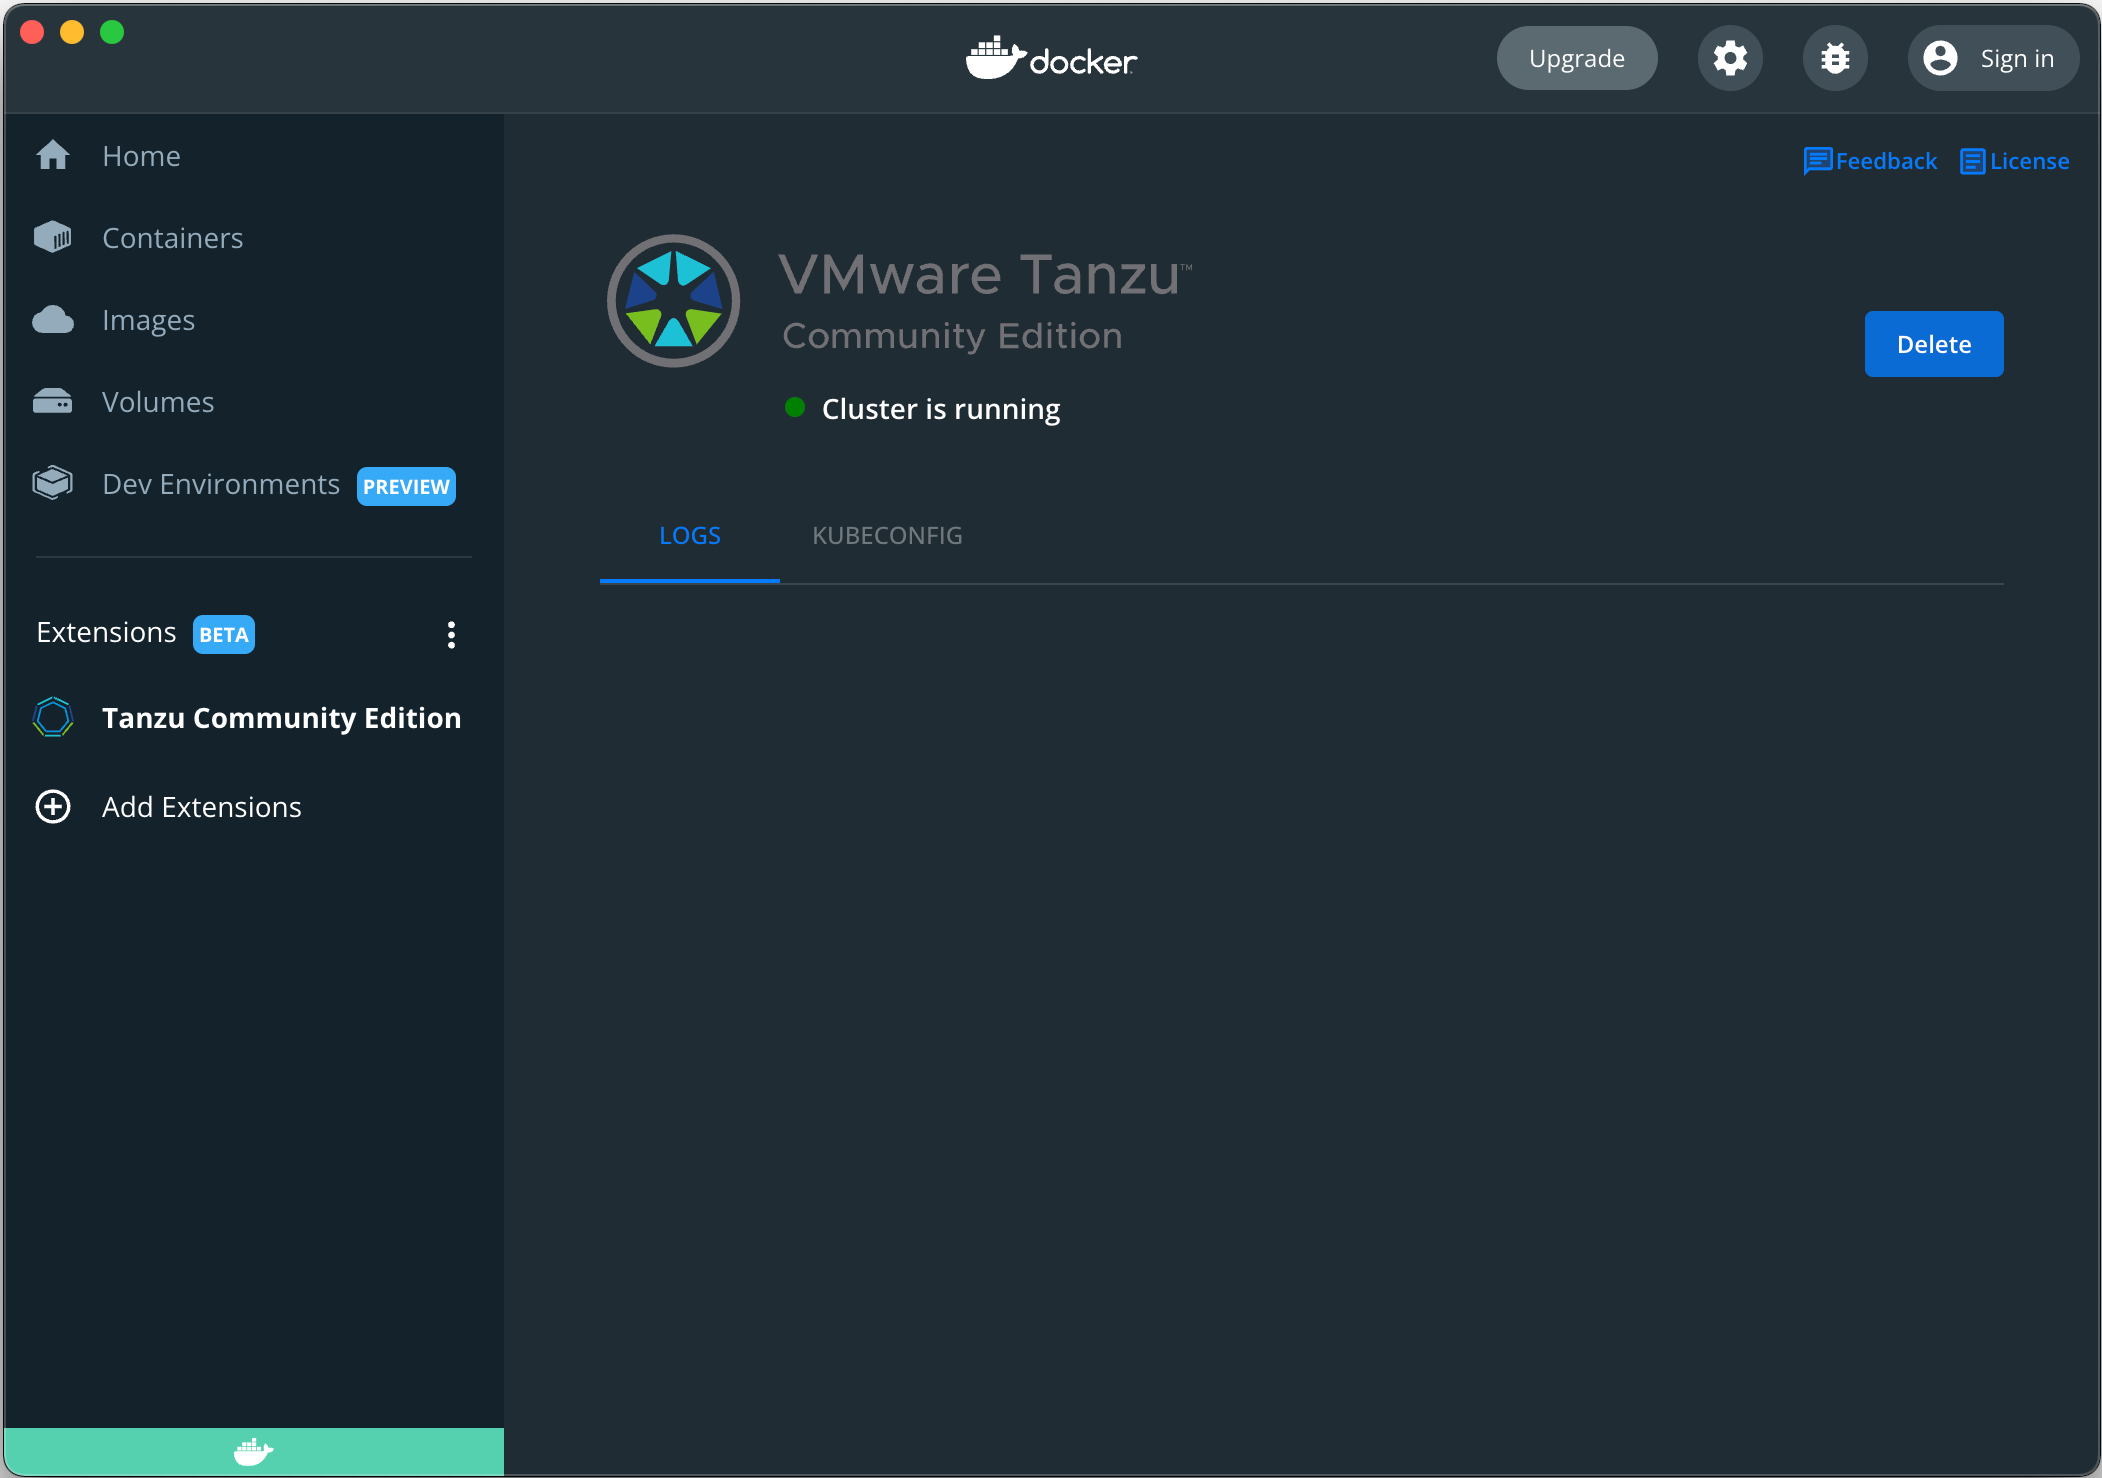 docker
Upgrade
Sign in
Home
Containers
Images
Volumes
Dev Environments PREVIEW
Extensions BETA
Tanzu Community Edition
Add Extensions
Feedback License
VMware Tanzu™
Community Edition
Cluster is running
Delete
LOGS KUBECONFIG